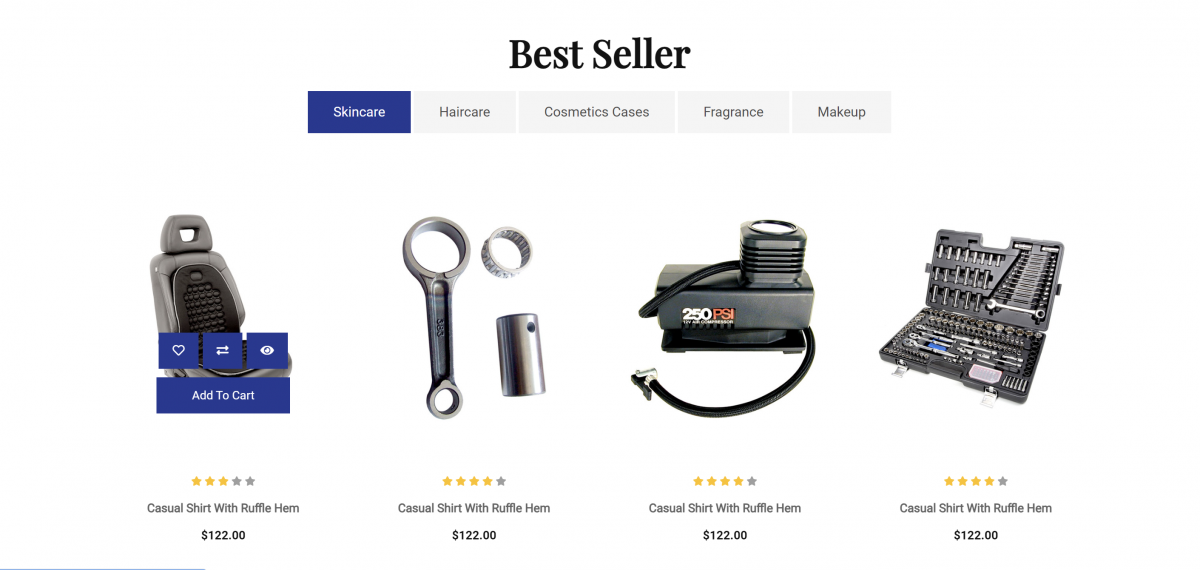 Best Seller
Skincare
Haircare
Cosmetics Cases
Fragrance
Makeup
380
250 PSI
12V AIR COMPRESSOR
Add To Cart
Casual Shirt With Ruffle Hem
Casual Shirt With Ruffle Hem
Casual Shirt With Ruffle Hem
Casual Shirt With Ruffle Hem
$122.00
$122.00
$122.00
$122.00